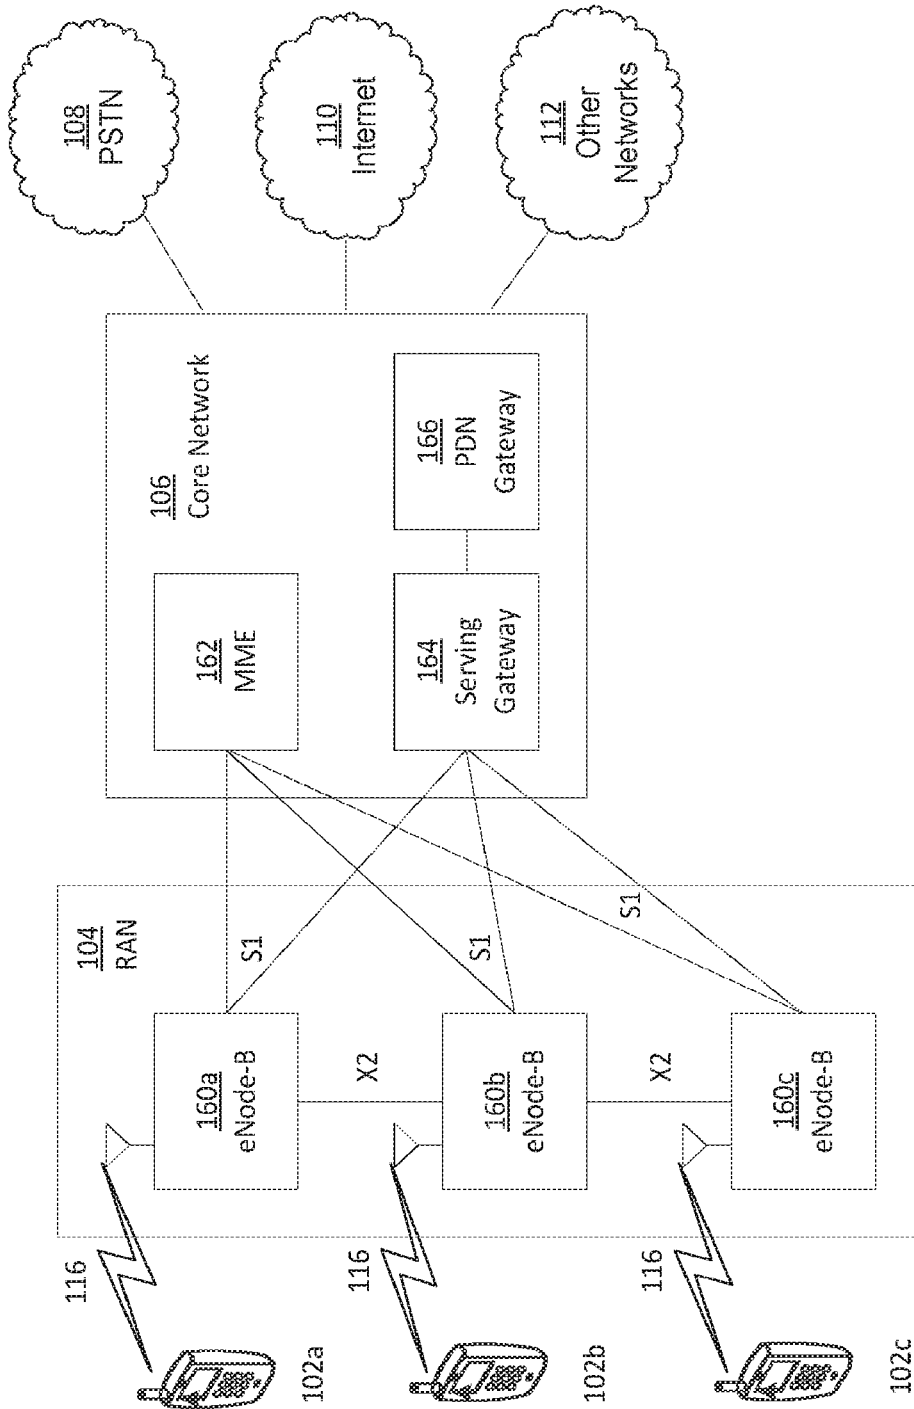 102a
116
104
RAN
160a
eNode-B
S1
X2
102b
116
160b
eNode-B
S1
X2
102c
116
160c
eNode-B
S1
106
Core Network
162
MME
164
Serving
Gateway
166
PDN
Gateway
108
PSTN
110
Internet
112
Other
Networks